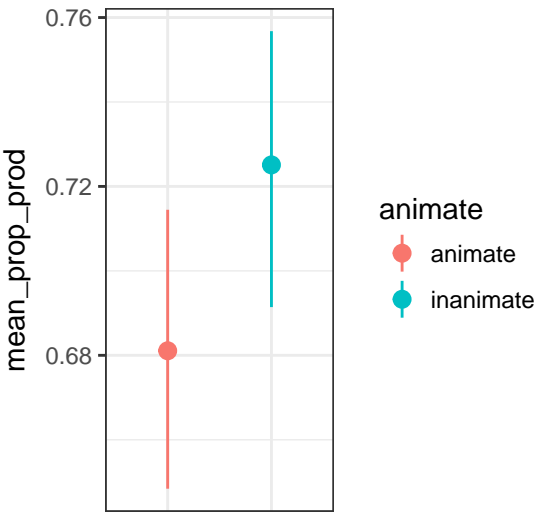 0.76
0.72
0.68
mean_prop_prod
animate
animate
inanimate